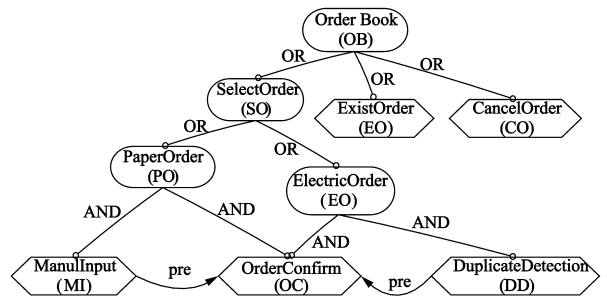 Order Book
(OB)
OR
OR
OR
SelectOrder
(SO)
ExistOrder
(EO)
CancelOrder
(CO)
OR
OR
PaperOrder
(PO)
ElectricOrder
(EO)
AND
AND
AND
AND
ManulInput
(MI)
pre
OrderConfirm
(OC)
pre
DuplicateDetection
(DD)